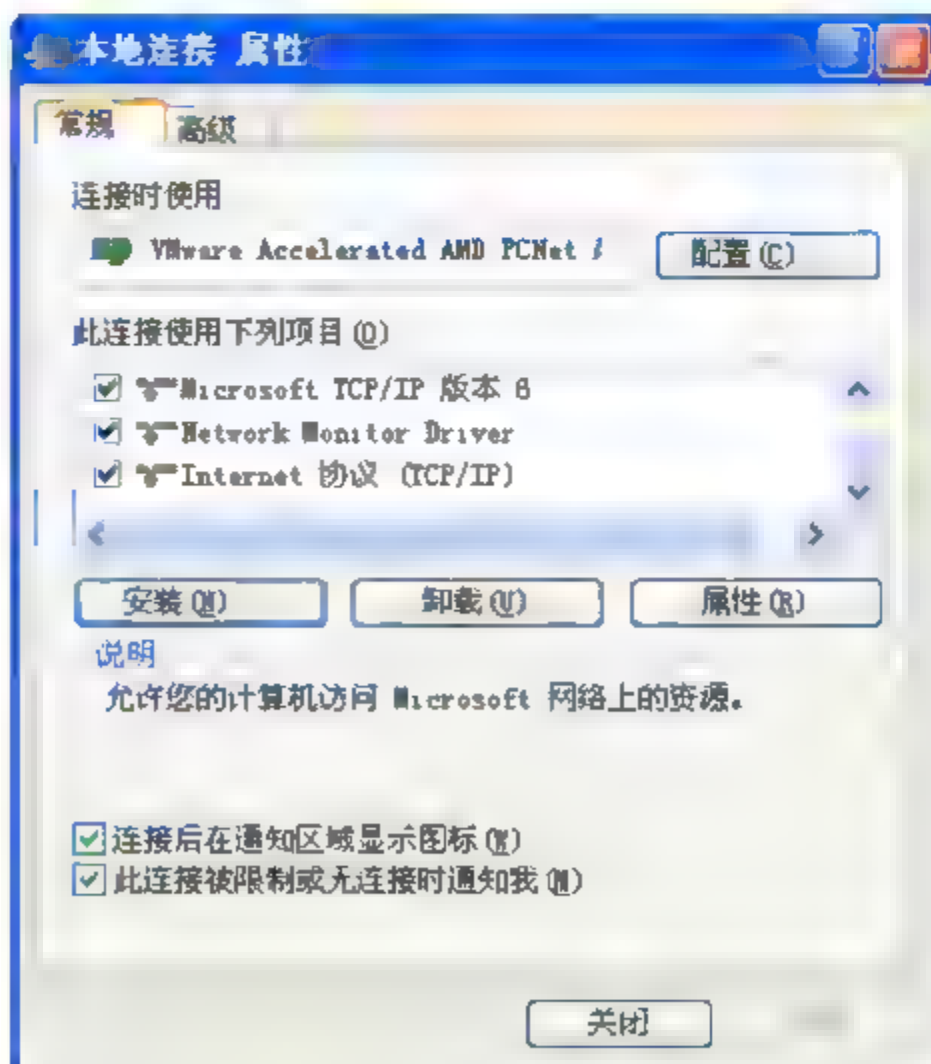 本地连接 属性
常规 高级
连接时使用
VMware Accelerated AMD PCNet 配置(C)
此连接使用下列项目(O)
Microsoft TCP/IP 版本 6
Network Monitor Driver
Internet 协议 (TCP/IP)
安装(N) 卸载(U) 属性(R)
说明
允许您的计算机访问 Microsoft 网络上的资源。
连接后在通知区域显示图标(W)
此连接被限制或无连接时通知我(M)
关闭